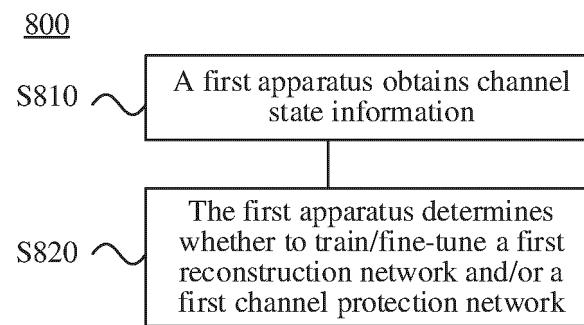 800
S810
A first apparatus obtains channel
state information
S820
The first apparatus determines
whether to train/fine-tune a first
reconstruction network and/or a
first channel protection network